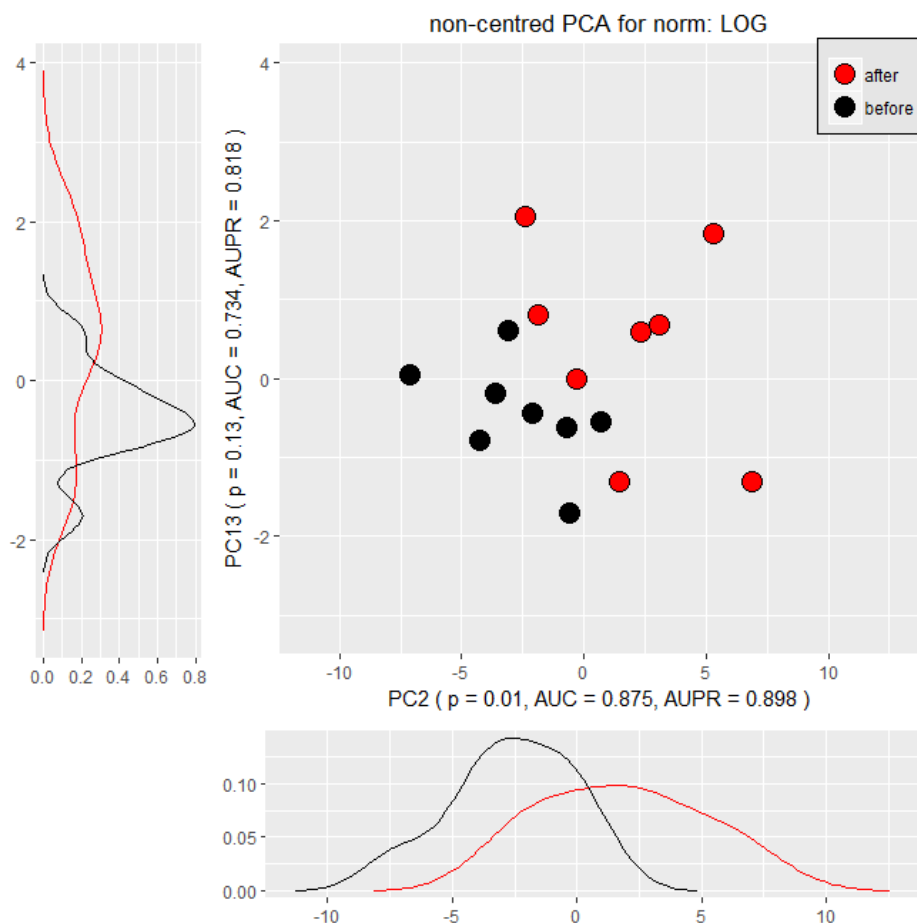 non-centred PCA for norm: LOG
after
before
4
2
0
-2
0.0 0.2 0.4 0.6 0.8
PC13 ( p = 0.13, AUC = 0.734, AUPR = 0.818 )
4
2
0
-2
-10 -5 0 5 10
PC2 ( p = 0.01, AUC = 0.875, AUPR = 0.898 )
0.10
0.05
0.00
-10 -5 0 5 10